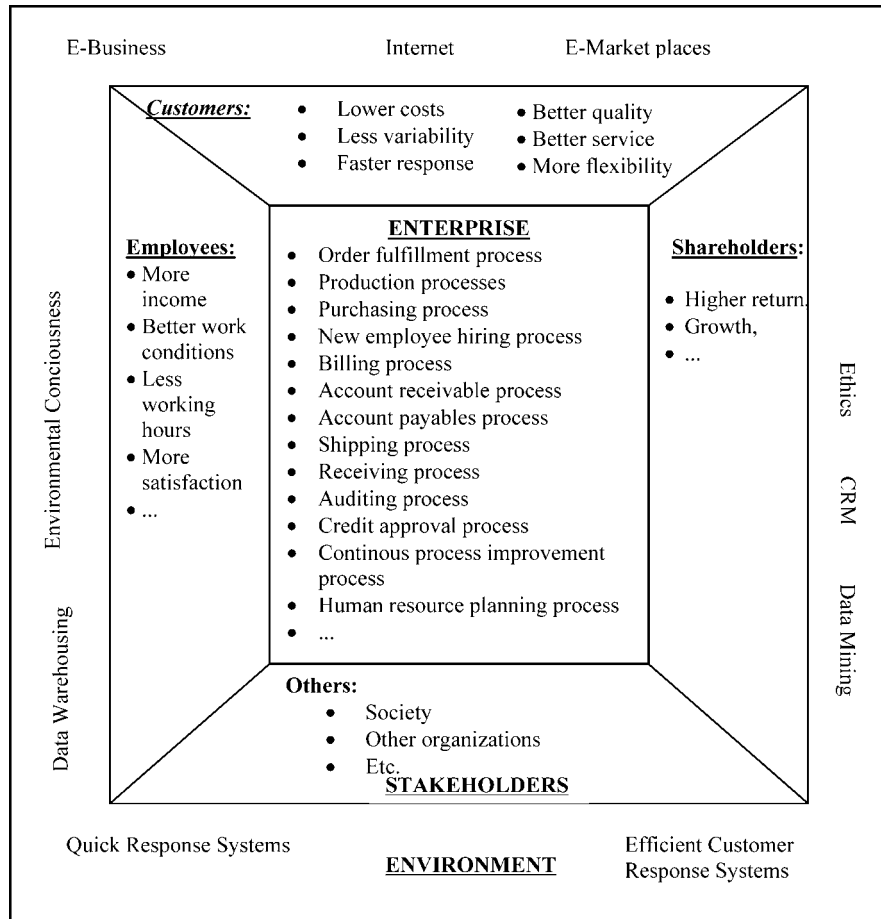 E-Business Internet E-Market places
Customers:
• Lower costs
• Less variability
• Faster response
• Better quality
• Better service
• More flexibility
Employees:
• More
income
• Better work
conditions
• Less
working
hours
• More
satisfaction
• ...
ENTERPRISE
• Order fulfillment process
• Production processes
• Purchasing process
• New employee hiring process
• Billing process
• Account receivable process
• Account payables process
• Shipping process
• Receiving process
• Auditing process
• Credit approval process
• Continous process improvement
process
• Human resource planning process
• ...
Shareholders:
• Higher return,
• Growth,
• ...
Environmental Conciousness
Data Warehousing
Ethics
CRM
Data Mining
Others:
• Society
• Other organizations
• Etc.
STAKEHOLDERS
Quick Response Systems
ENVIRONMENT
Efficient Customer
Response Systems